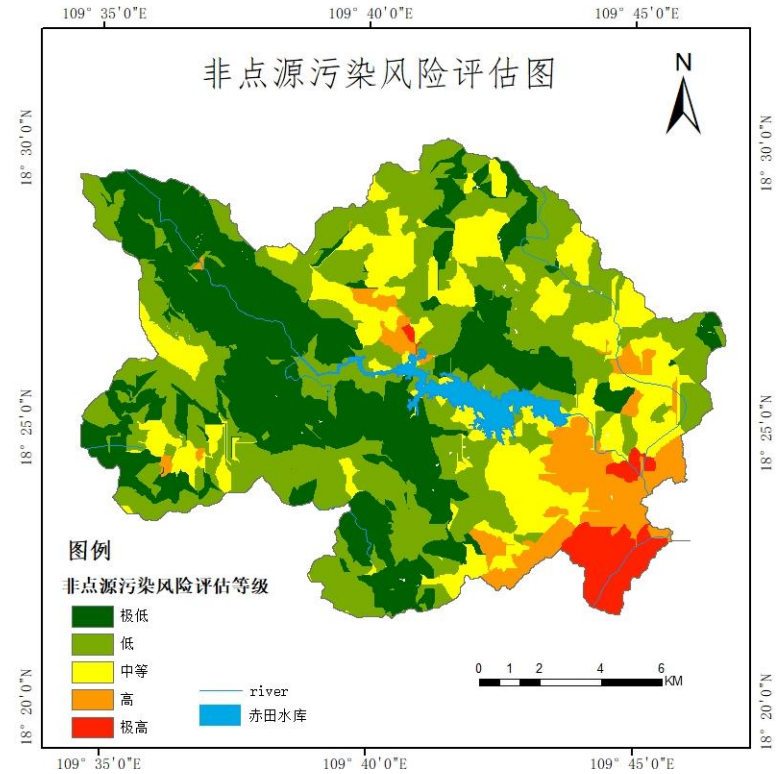 109° 35'0"E 109° 40'0"E 109° 45'0"E
非点源污染风险评估图
N
18° 30'0"N 18° 30'0"N
18° 25'0"N 18° 25'0"N
图例
非点源污染风险评估等级
极低
低
中等
高
极高
river
赤田水库
0 1 2 4 6
KM
18° 20'0"N 18° 20'0"N
109° 35'0"E 109° 40'0"E 109° 45'0"E